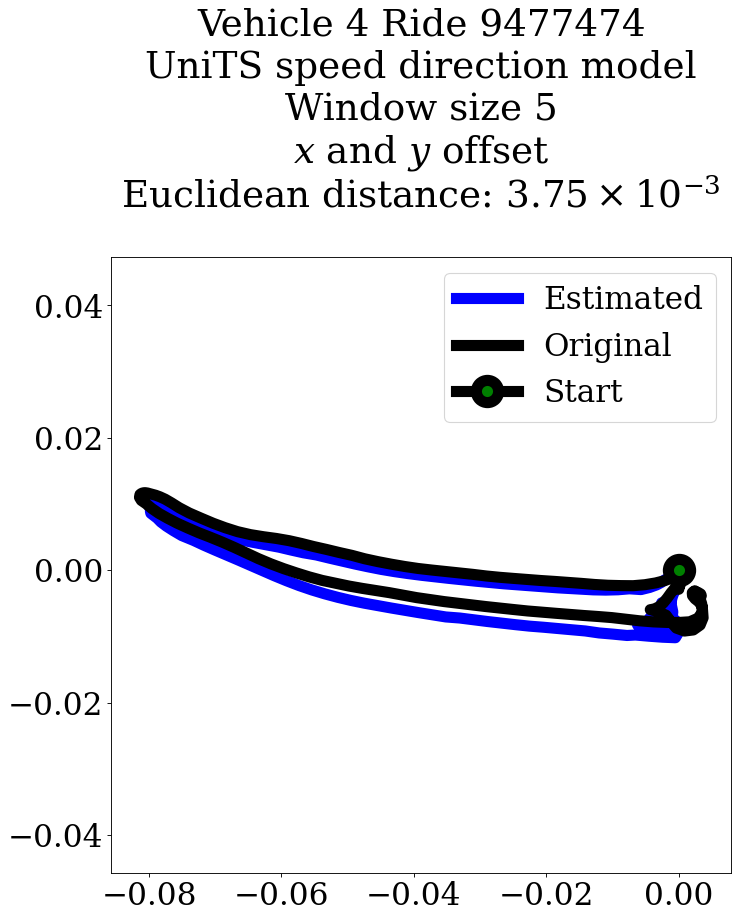 Vehicle 4 Ride 9477474
UniTS speed direction model
Window size 5
x and y offset
Euclidean distance: 3.75 × 10⁻³
Estimated
Original
Start
0.04
0.02
0.00
−0.02
−0.04
−0.08 −0.06 −0.04 −0.02 0.00